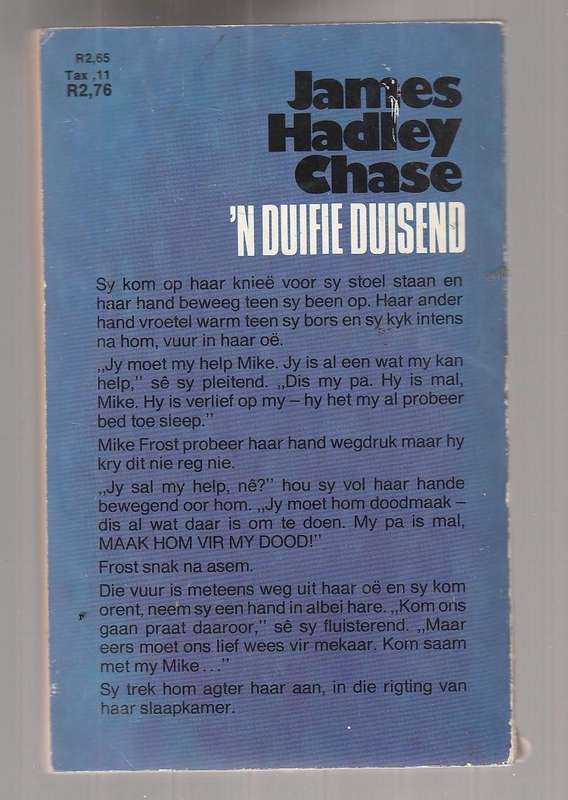 R2,65
Tax ,11
R2,76
James
Hadley
Chase
'N DUIFIE DUISEND
Sy kom op haar knieë voor sy stoel staan en
haar hand beweeg teen sy been op. Haar ander
hand vroetel warm teen sy bors en sy kyk intens
na hom, vuur in haar oë.
„Jy moet my help Mike. Jy is al een wat my kan
help,” sê sy pleitend. „Dis my pa. Hy is mal,
Mike. Hy is verlief op my – hy het my al probeer
bed toe sleep.”
Mike Frost probeer haar hand wegdruk maar hy
kry dit nie reg nie.
„Jy sal my help, nê?” hou sy vol haar hande
bewegend oor hom. „Jy moet hom doodmaak –
dis al wat daar is om te doen. My pa is mal,
MAAK HOM VIR MY DOOD!”
Frost snak na asem.
Die vuur is meteens weg uit haar oë en sy kom
orent, neem sy een hand in albei hare. „Kom ons
gaan praat daaroor,” sê sy fluisterend. „Maar
eers moet ons lief wees vir mekaar. Kom saam
met my Mike . . .”
Sy trek hom agter haar aan, in die rigting van
haar slaapkamer.